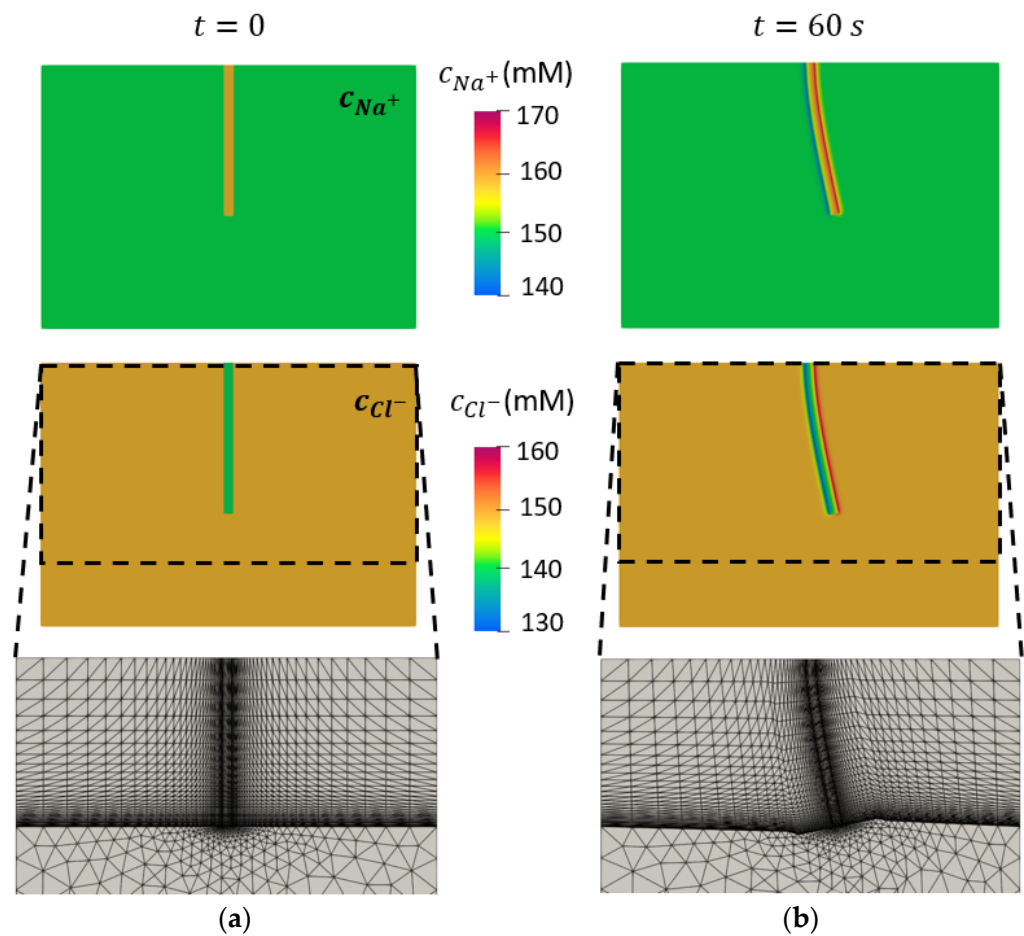 t = 0
t = 60 s
c_{Na⁺} (mM)
c_{Na⁺}
170
160
150
140
c_{Cl⁻} (mM)
c_{Cl⁻}
160
150
140
130
(a)
(b)